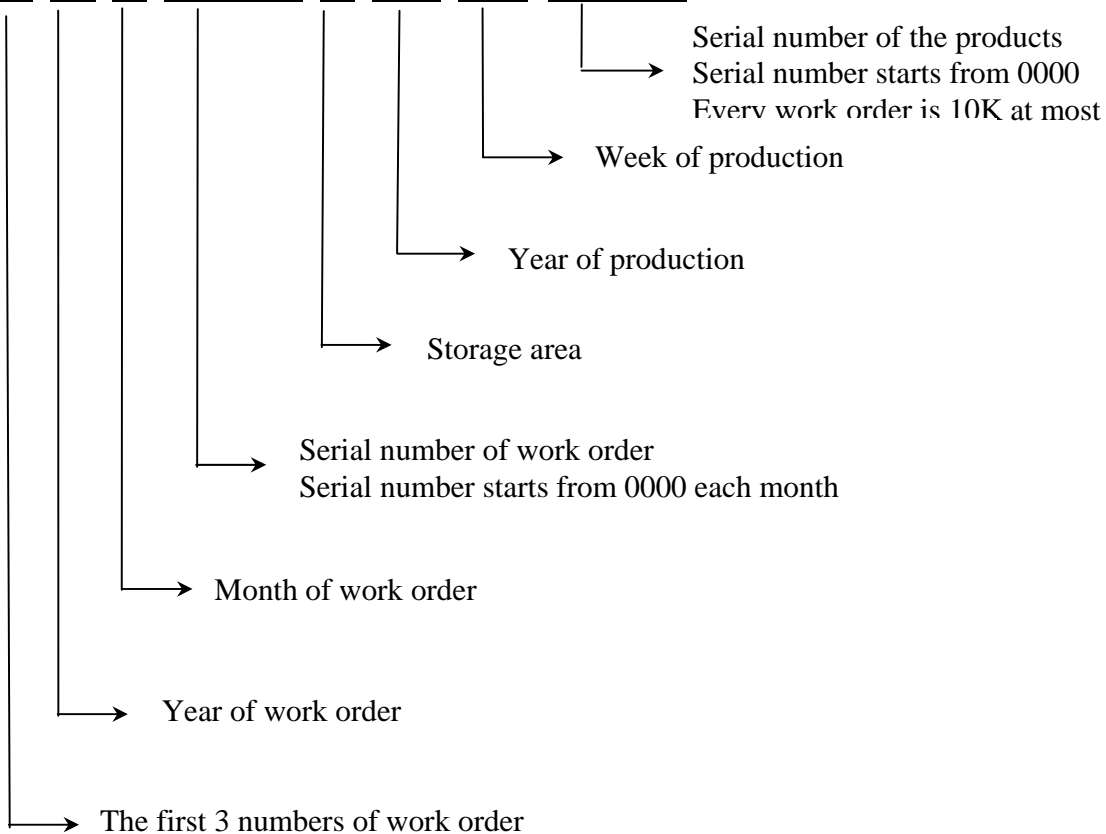 Serial number of the products
Serial number starts from 0000
Every work order is 10K at most
Week of production
Year of production
Storage area
Serial number of work order
Serial number starts from 0000 each month
Month of work order
Year of work order
The first 3 numbers of work order